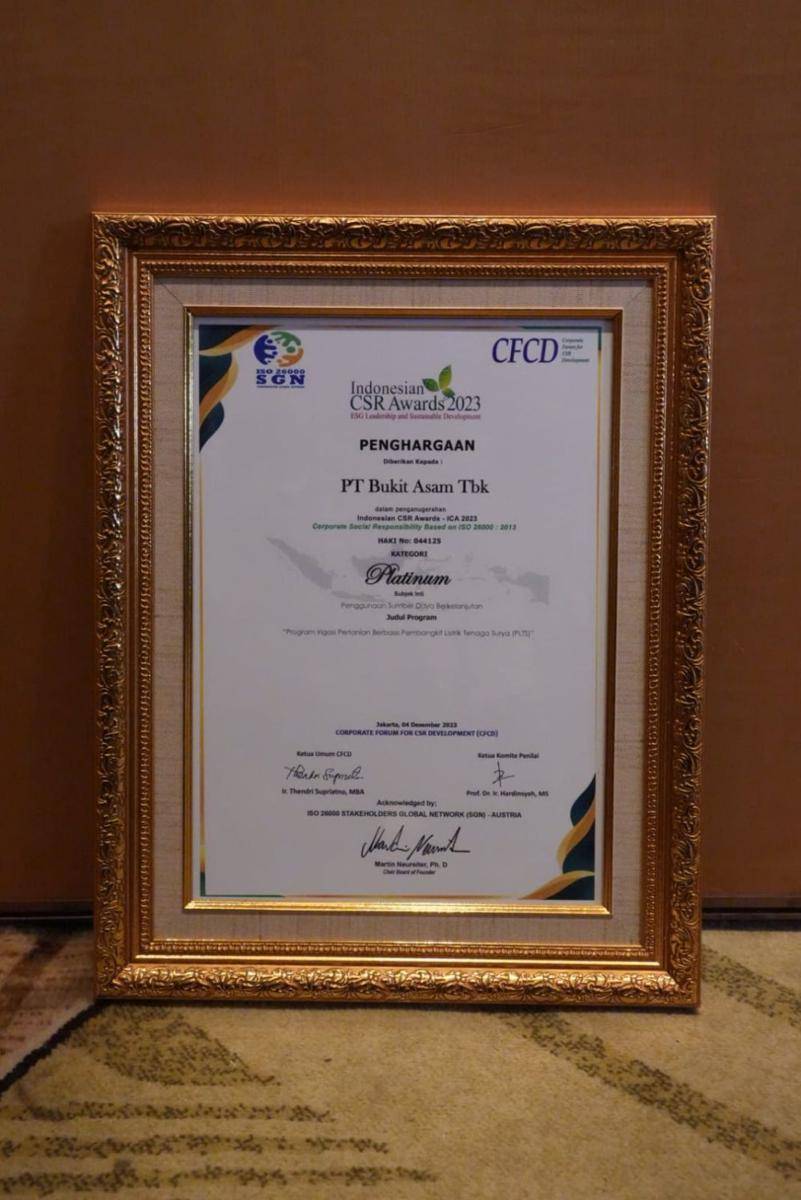 ISO 26000
SGN
CFCD
Corporate
Forum for
CSR
Development
Indonesian
CSR Awards 2023
ESG Leadership and Sustainable Development
PENGHARGAAN
Diberikan Kepada :
PT Bukit Asam Tbk
dalam penganugerahan
Indonesian CSR Awards - ICA 2023
Corporate Social Responsibility Based on ISO 26000 : 2013
HAKI No: 044125
KATEGORI
Platinum
Subjek Inti
Penggunaan Sumber Daya Berkelanjutan
Judul Program
"Program Irigasi Pertanian Berbasis Pembangkit Listrik Tenaga Surya (PLTS)"
Jakarta, 04 Desember 2023
CORPORATE FORUM FOR CSR DEVELOPMENT (CFCD)
Ketua Umum CFCD
Ketua Komite Penilai
Ir. Thendri Supriatno, MBA
Prof. Dr. Ir. Hardinsyah, MS
Acknowledged by;
ISO 26000 STAKEHOLDERS GLOBAL NETWORK (SGN) - AUSTRIA
Martin Neureiter, Ph. D
Chair Board of Founder